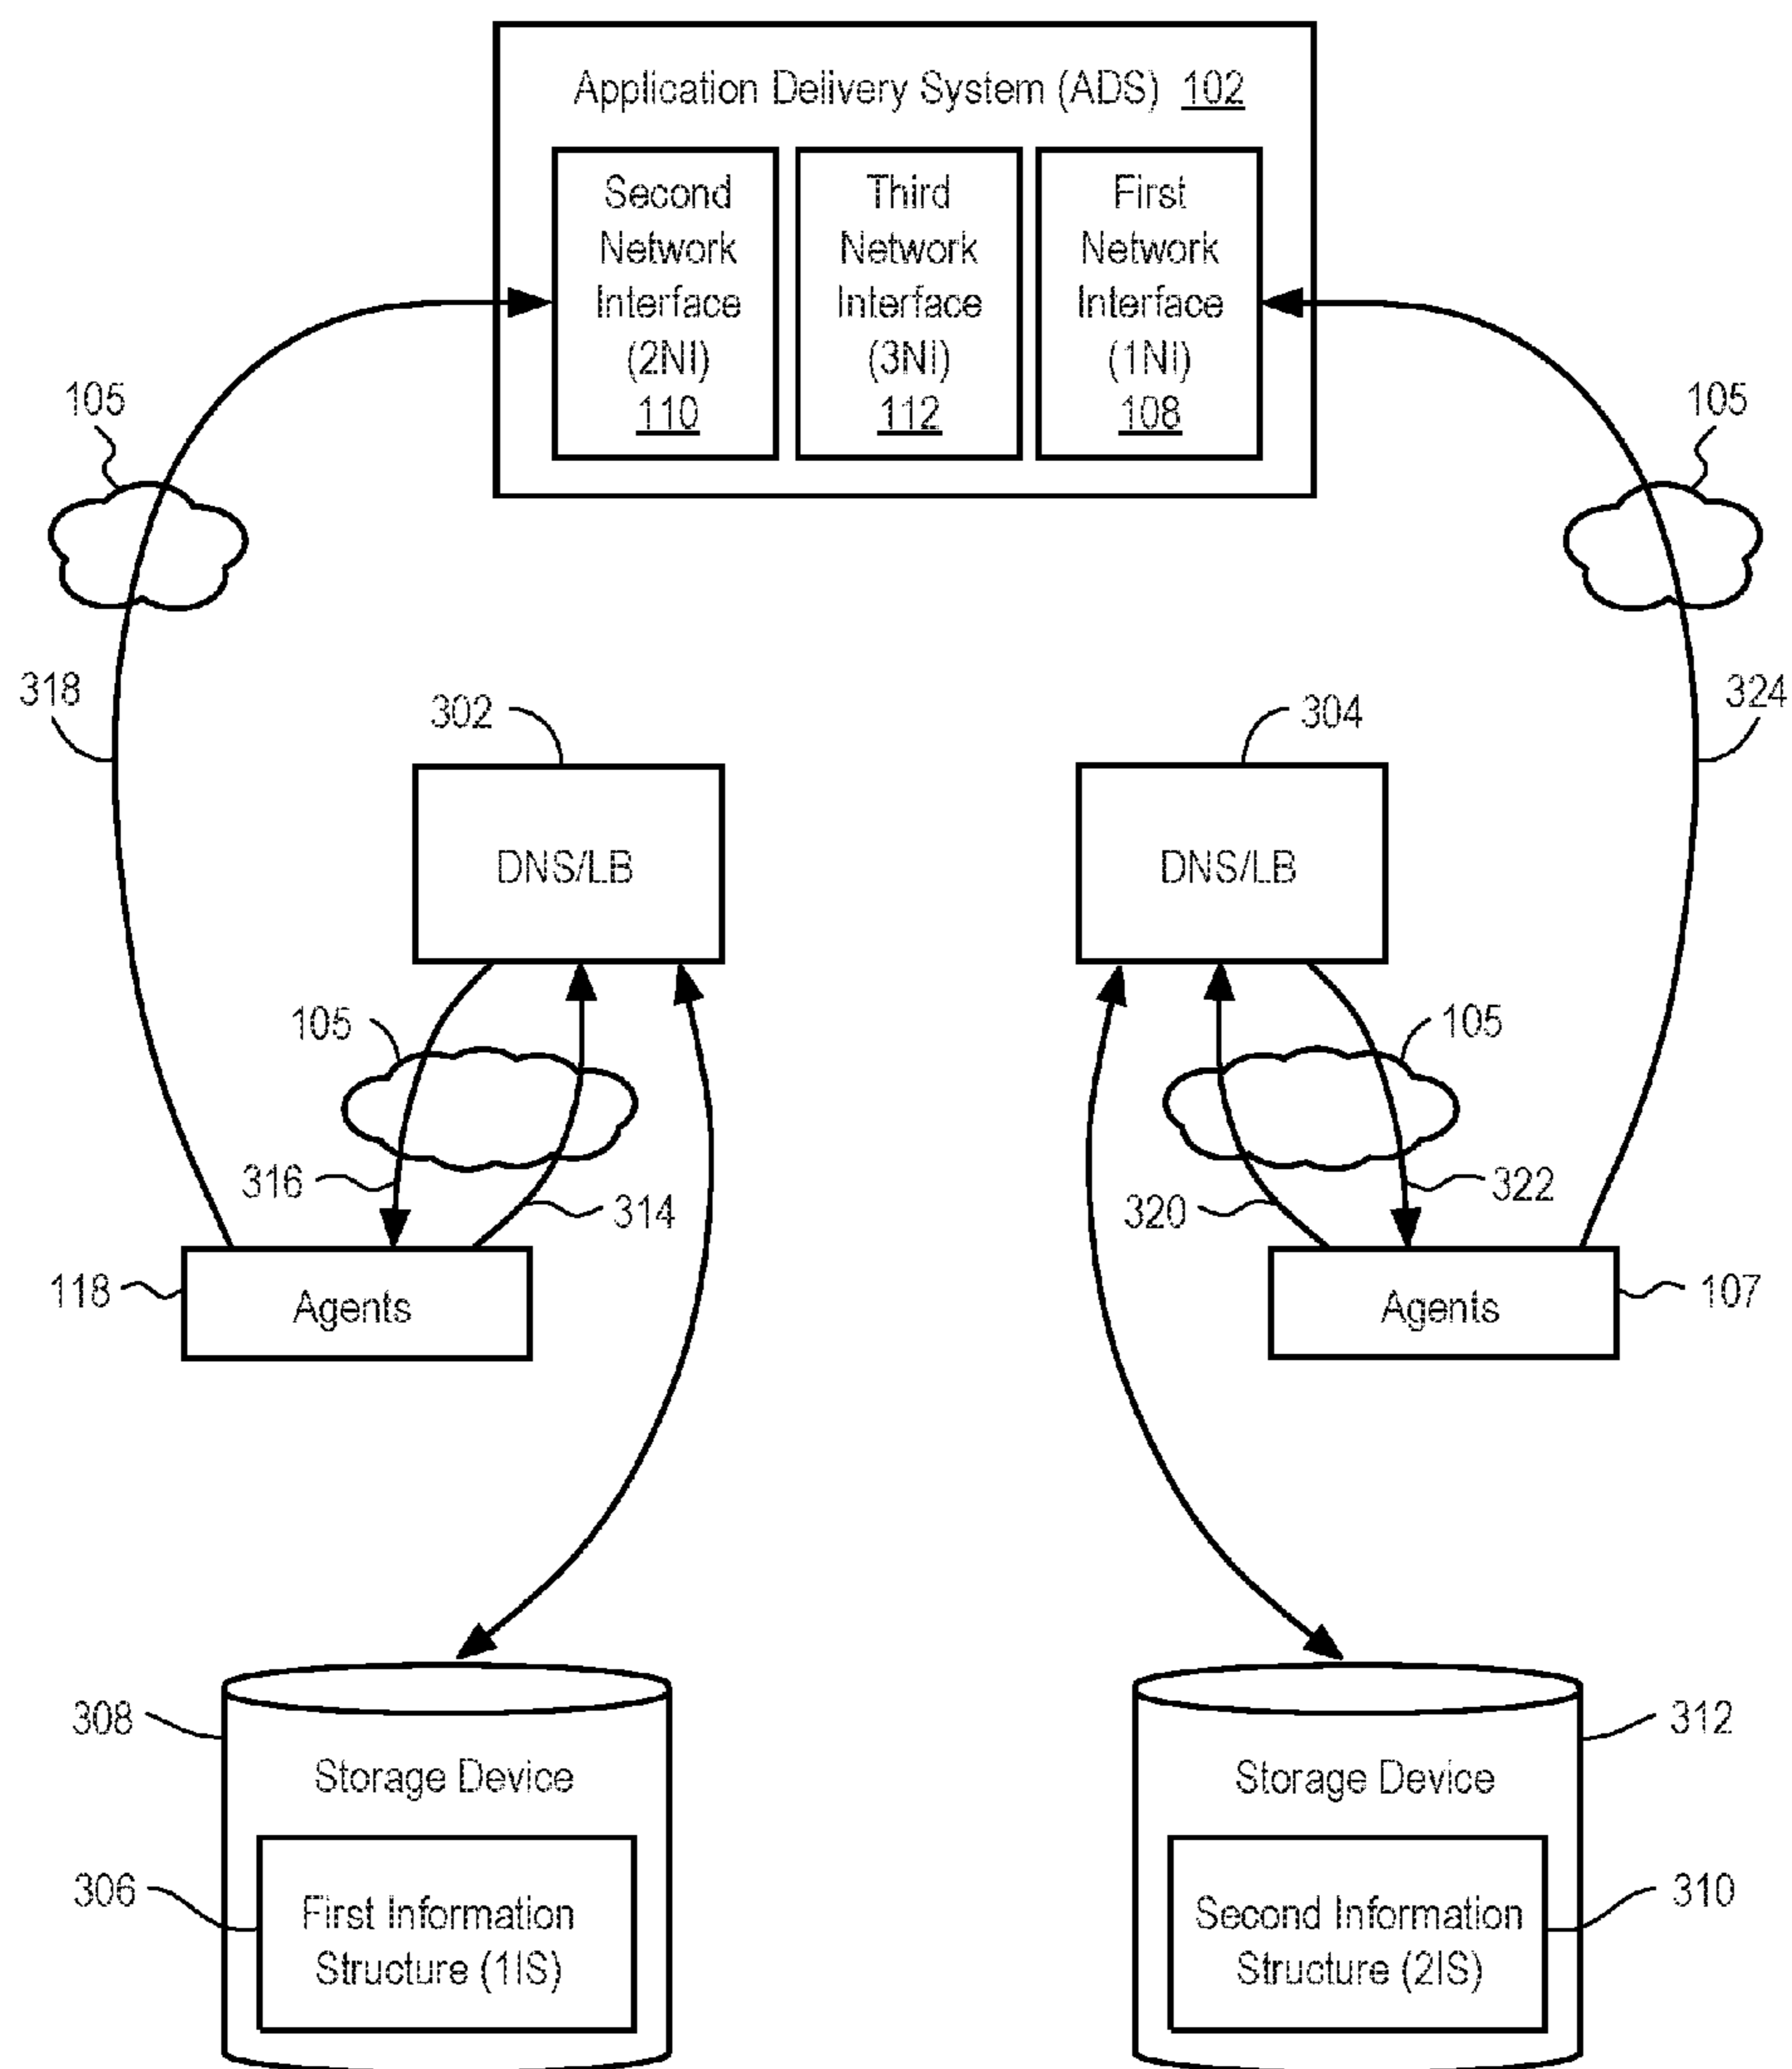 Application Delivery System (ADS) 102
Second
Network
Interface
(2NI)
110
Third
Network
Interface
(3NI)
112
First
Network
Interface
(1NI)
108
105
105
318
324
302
304
DNS/LB
DNS/LB
105
105
316
314
320
322
118
Agents
Agents
107
308
Storage Device
306
First Information
Structure (1IS)
312
Storage Device
310
Second Information
Structure (2IS)